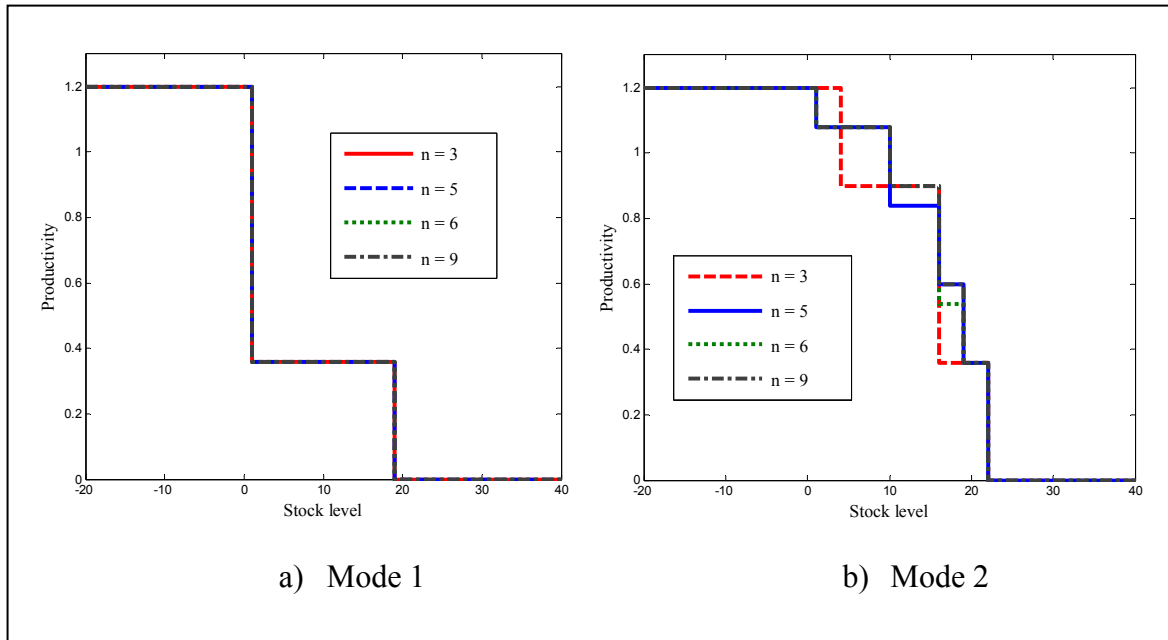 1.2
1
0.8
0.6
0.4
0.2
0
Productivity
-20 -10 0 10 20 30 40
Stock level
n = 3
n = 5
n = 6
n = 9
a) Mode 1
1.2
1
0.8
0.6
0.4
0.2
0
Productivity
-20 -10 0 10 20 30 40
Stock level
n = 3
n = 5
n = 6
n = 9
b) Mode 2